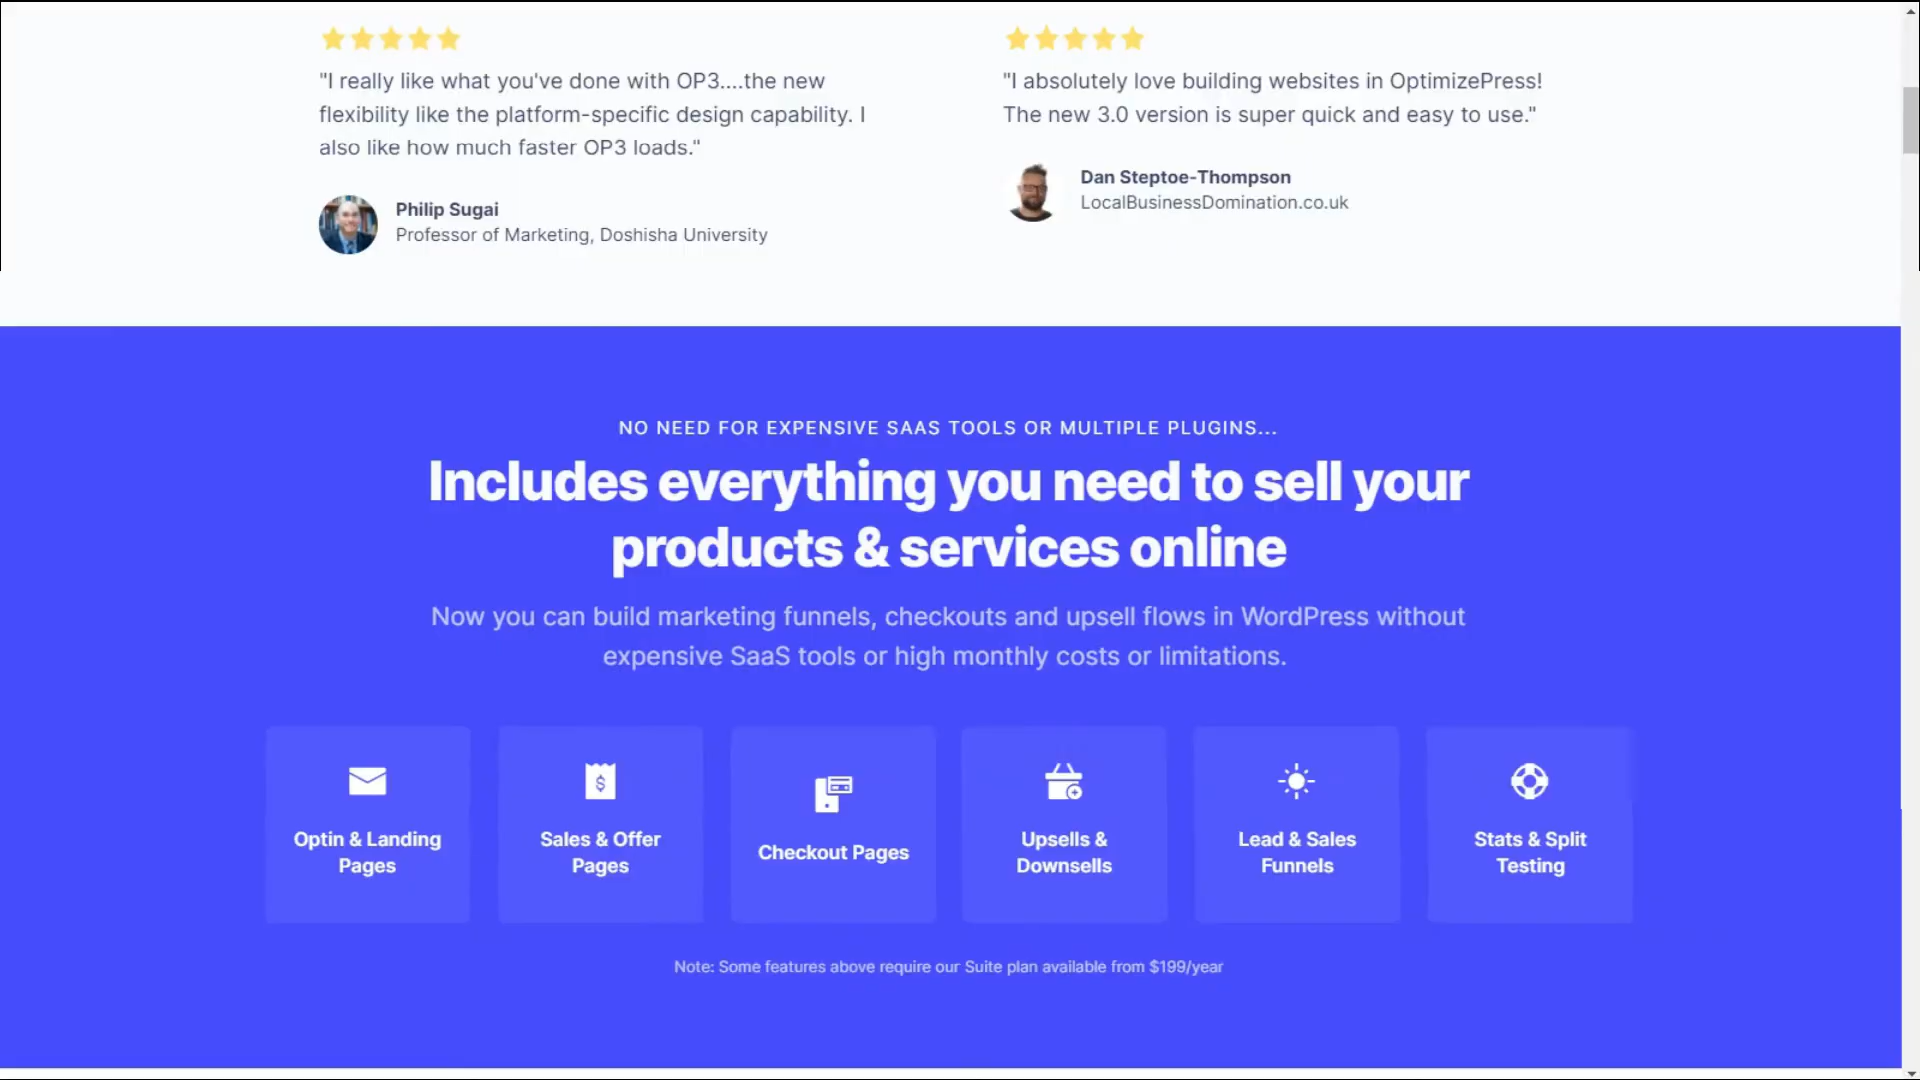 "I really like what you've done with OP3....the new
flexibility like the platform-specific design capability. I
also like how much faster OP3 loads."
Philip Sugai
Professor of Marketing, Doshisha University
"I absolutely love building websites in OptimizePress!
The new 3.0 version is super quick and easy to use."
Dan Steptoe-Thompson
LocalBusinessDomination.co.uk
NO NEED FOR EXPENSIVE SAAS TOOLS OR MULTIPLE PLUGINS...
Includes everything you need to sell your
products & services online
Now you can build marketing funnels, checkouts and upsell flows in WordPress without
expensive SaaS tools or high monthly costs or limitations.
Optin & Landing
Pages
$
Sales & Offer
Pages
Checkout Pages
Upsells &
Downsells
Lead & Sales
Funnels
Stats & Split
Testing
Note: Some features above require our Suite plan available from $199/year